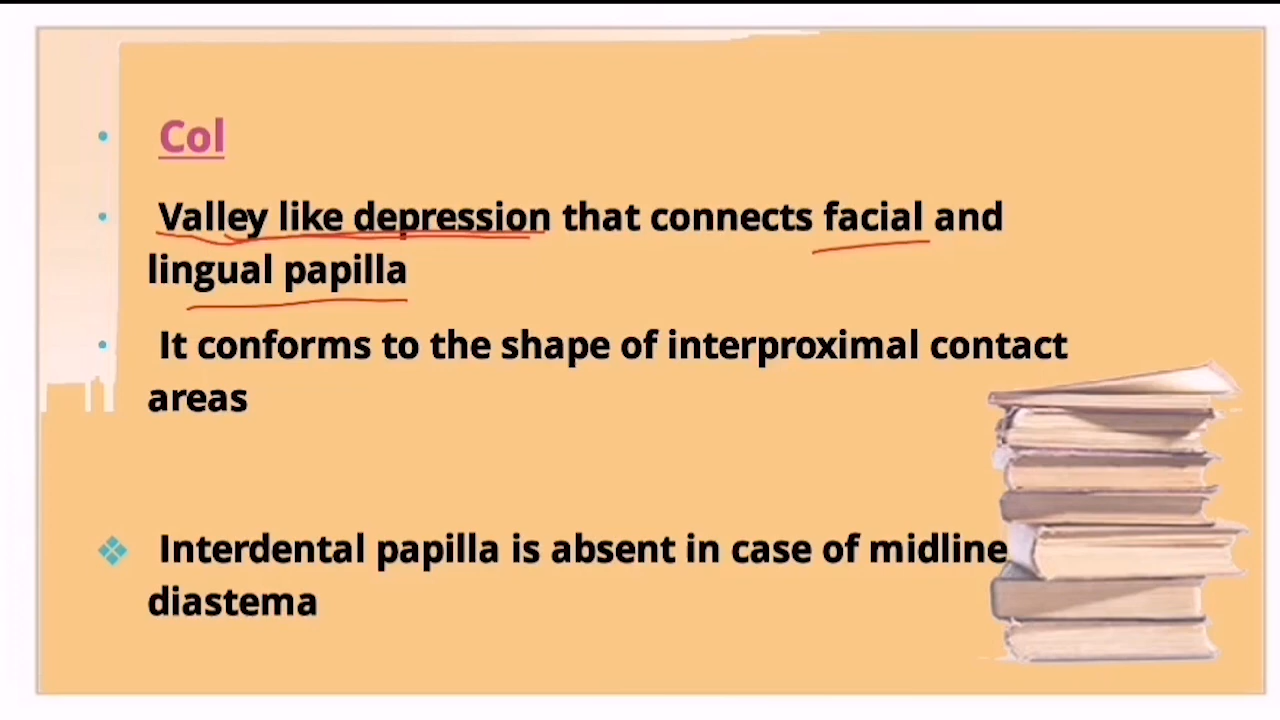 Col
Valley like depression that connects facial and
lingual papilla
It conforms to the shape of interproximal contact
areas
Interdental papilla is absent in case of midline
diastema